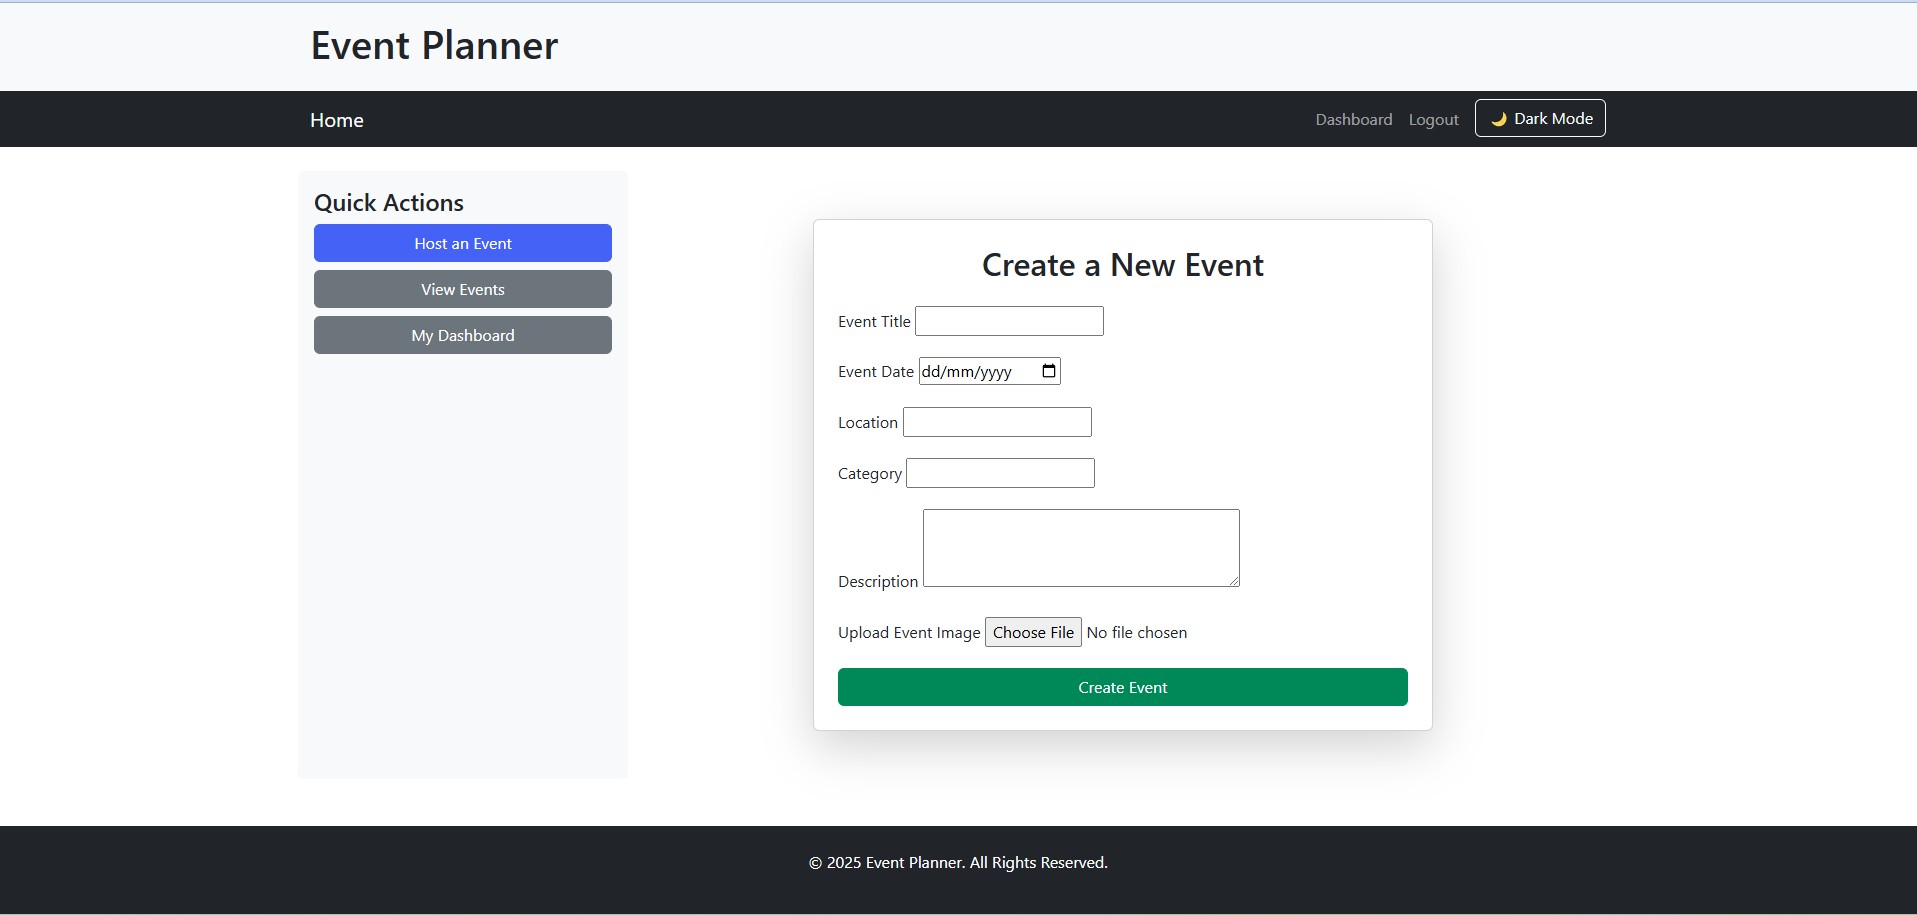 Event Planner
Home
Dashboard Logout 🌙 Dark Mode
Quick Actions
Host an Event
View Events
My Dashboard
Create a New Event
Event Title
Event Date dd/mm/yyyy
Location
Category
Description
Upload Event Image Choose File No file chosen
Create Event
© 2025 Event Planner. All Rights Reserved.